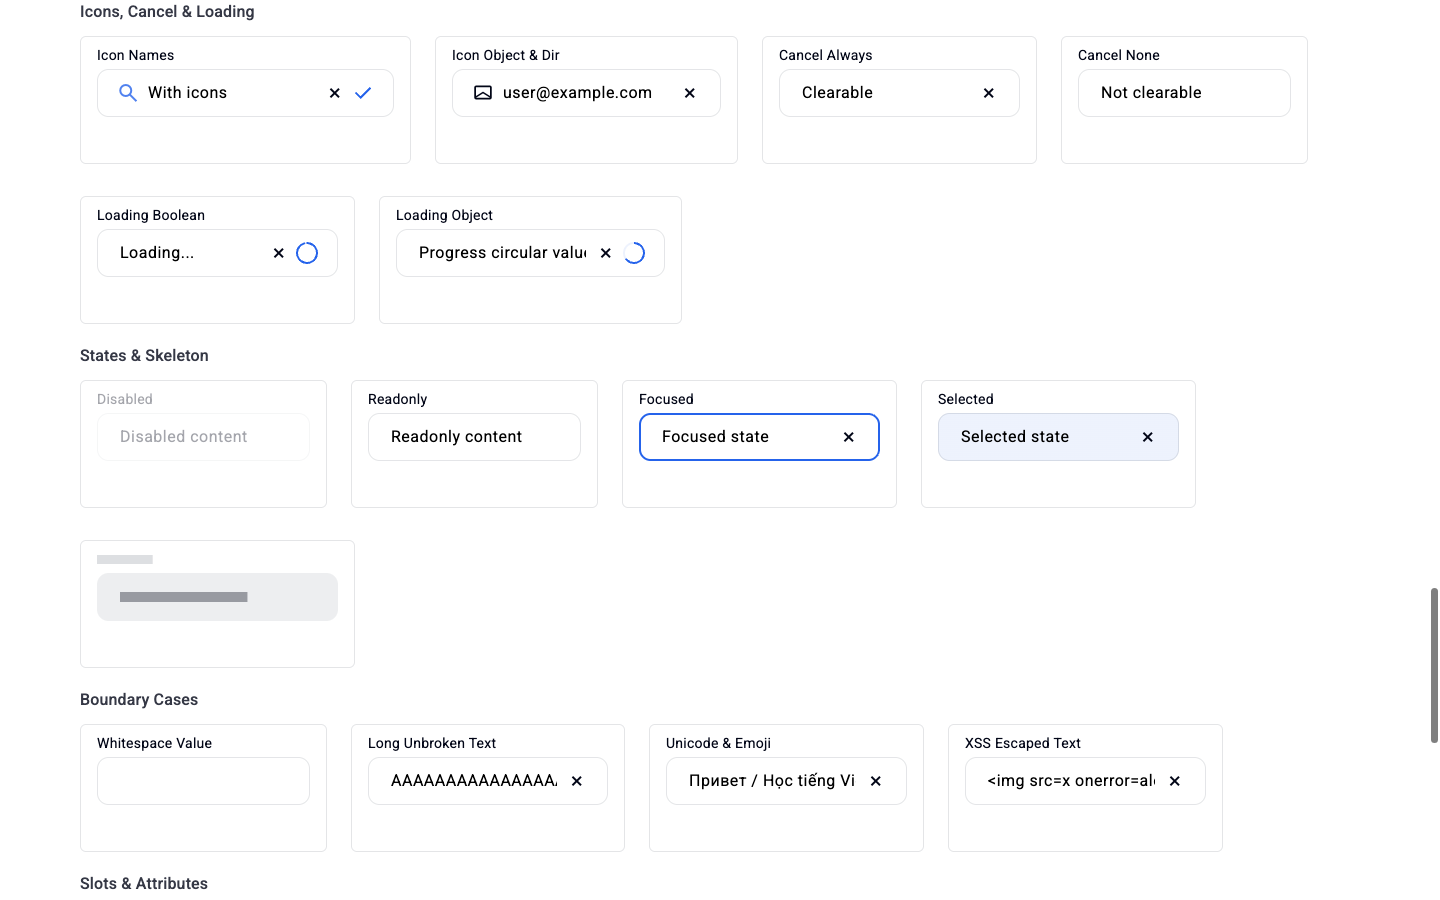 Icons, Cancel & Loading
Icon Names
Icon Object & Dir
Cancel Always
Cancel None
With icons
user@example.com
Clearable
Not clearable
Loading Boolean
Loading Object
Loading...
Progress circular value
States & Skeleton
Disabled
Readonly
Focused
Selected
Disabled content
Readonly content
Focused state
Selected state
Boundary Cases
Whitespace Value
Long Unbroken Text
Unicode & Emoji
XSS Escaped Text
AAAAAAAAAAAAAAA
Привет / Học tiếng Vi
<img src=x onerror=al
Slots & Attributes